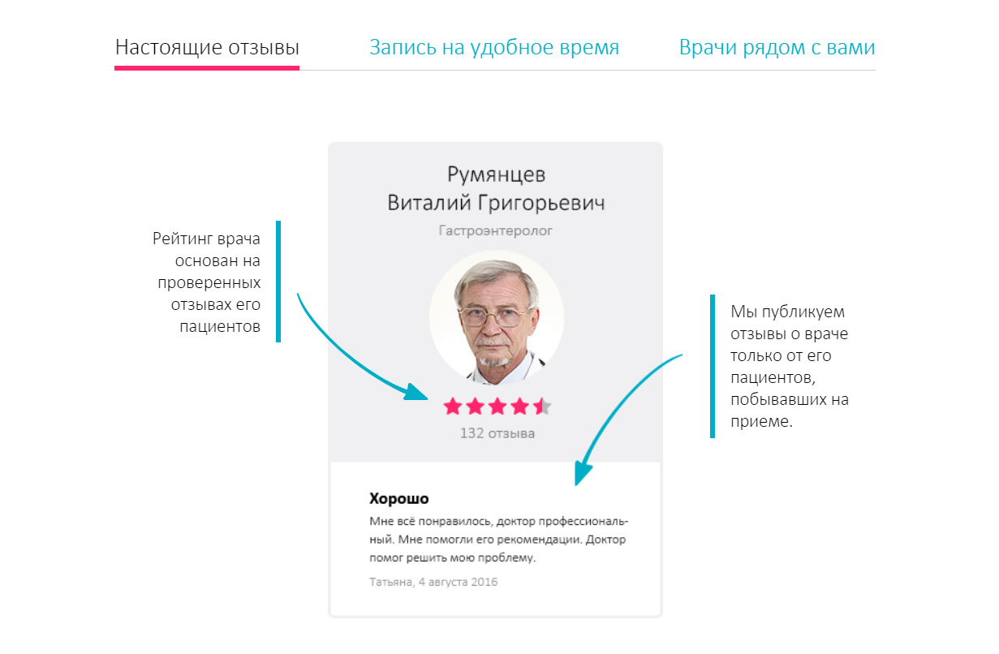 Настоящие отзывы
Запись на удобное время
Врачи рядом с вами
Румянцев
Виталий Григорьевич
Гастроэнтеролог
Рейтинг врача
основан на
проверенных
отзывах его
пациентов
Мы публикуем
отзывы о враче
только от его
пациентов,
побывавших на
приеме.
132 отзыва
Хорошо
Мне всё понравилось, доктор профессиональ-
ный. Мне помогли его рекомендации. Доктор
помог решить мою проблему.
Татьяна, 4 августа 2016